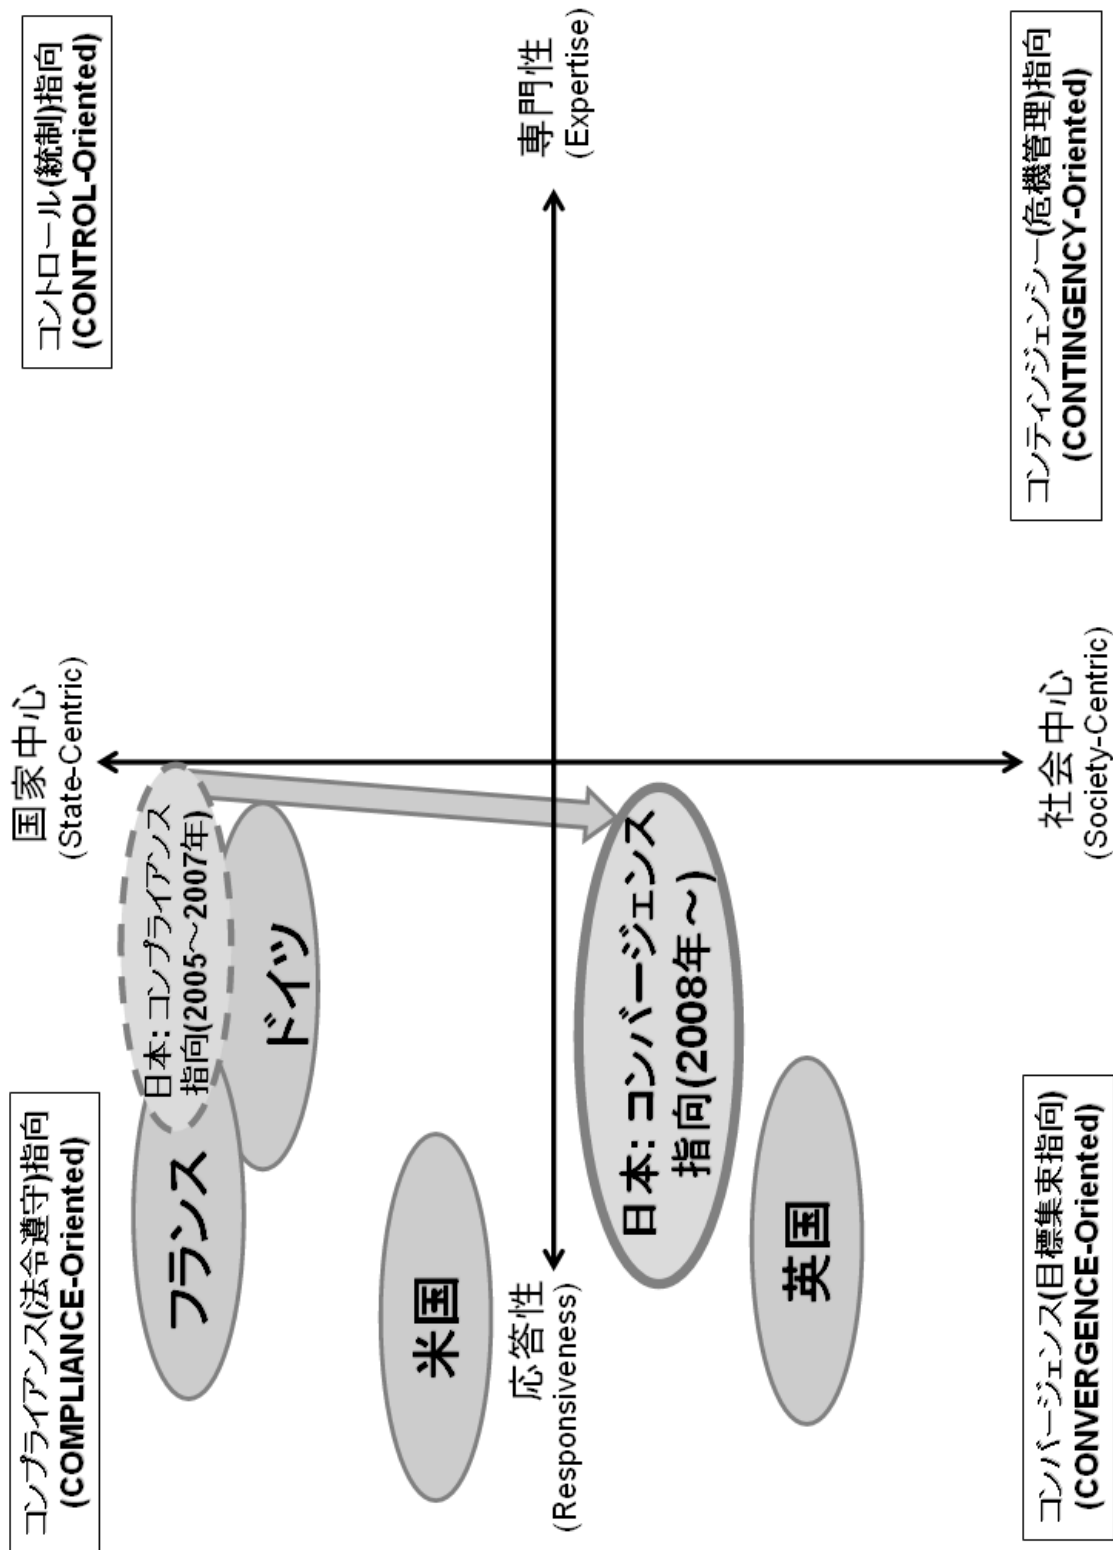 コンプライアンス(法令遵守)指向
(COMPLIANCE-Oriented)
国家中心
(State-Centric)
コントロール(統制)指向
(CONTROL-Oriented)
日本: コンプライアンス
指向(2005～2007年)
フランス
ドイツ
米国
応答性
(Responsiveness)
専門性
(Expertise)
日本: コンバージェンス
指向(2008年～)
英国
コンバージェンス(目標集束指向)
(CONVERGENCE-Oriented)
社会中心
(Society-Centric)
コンティンジェンシー(危機管理)指向
(CONTINGENCY-Oriented)